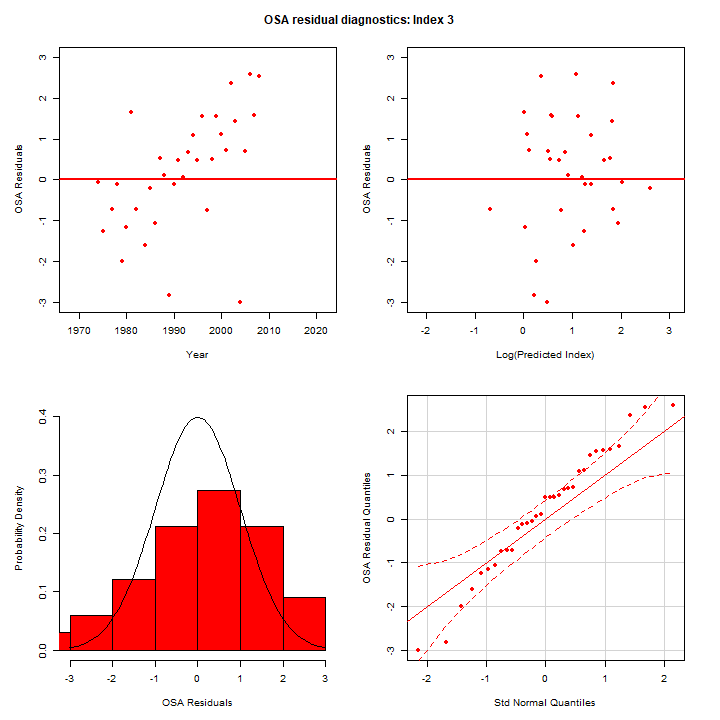 OSA residual diagnostics: Index 3
3
2
1
0
-1
-2
-3
OSA Residuals
1970 1980 1990 2000 2010 2020
Year
3
2
1
0
-1
-2
-3
OSA Residuals
-2 -1 0 1 2 3
Log(Predicted Index)
0.4
0.3
0.2
0.1
0.0
Probability Density
-3 -2 -1 0 1 2 3
OSA Residuals
2
1
0
-1
-2
-3
OSA Residual Quantiles
-2 -1 0 1 2
Std Normal Quantiles